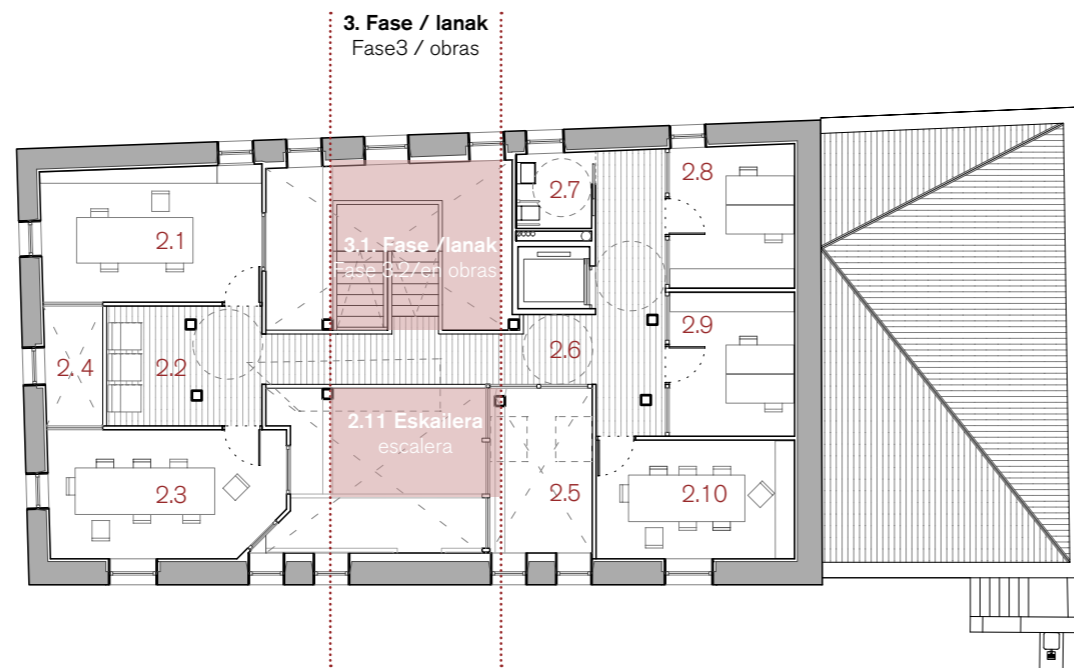 3. Fase / lanak
Fase3 / obras
2.7
2.8
2.1
3.1. Fase /lanak
Fase 3.2/en obras
2.9
2.4
2.2
2.6
2.11 Eskailera
escalera
2.3
2.5
2.10